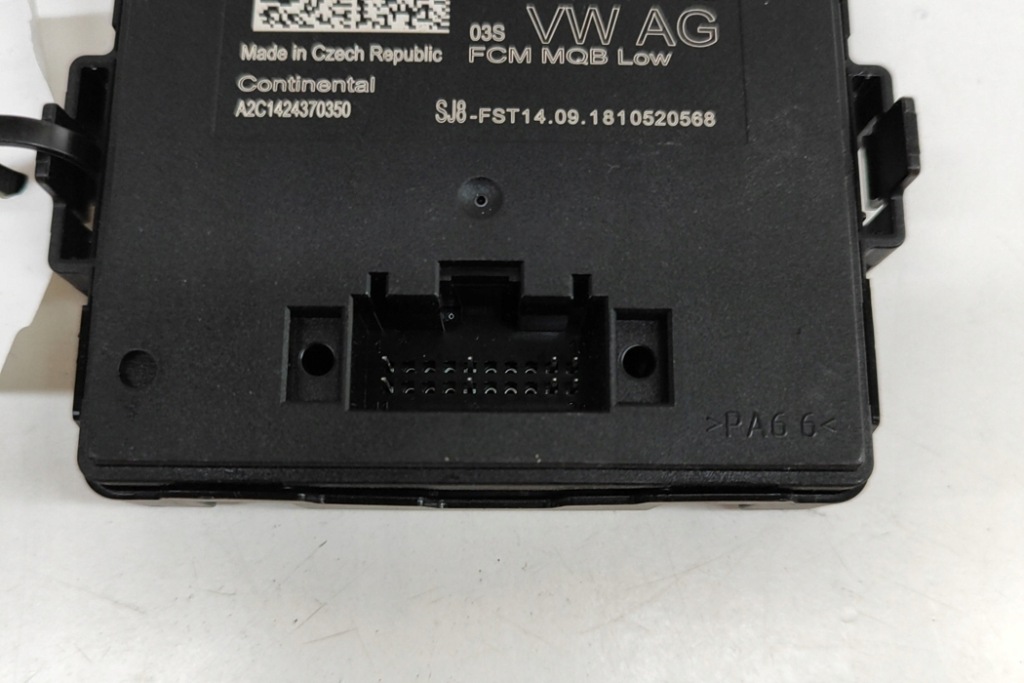 03S VW AG
Made in Czech Republic FCM MQB Low
Continental
A2C1424370350 SJ8-FST14.09.1810520568
>PA6 6<